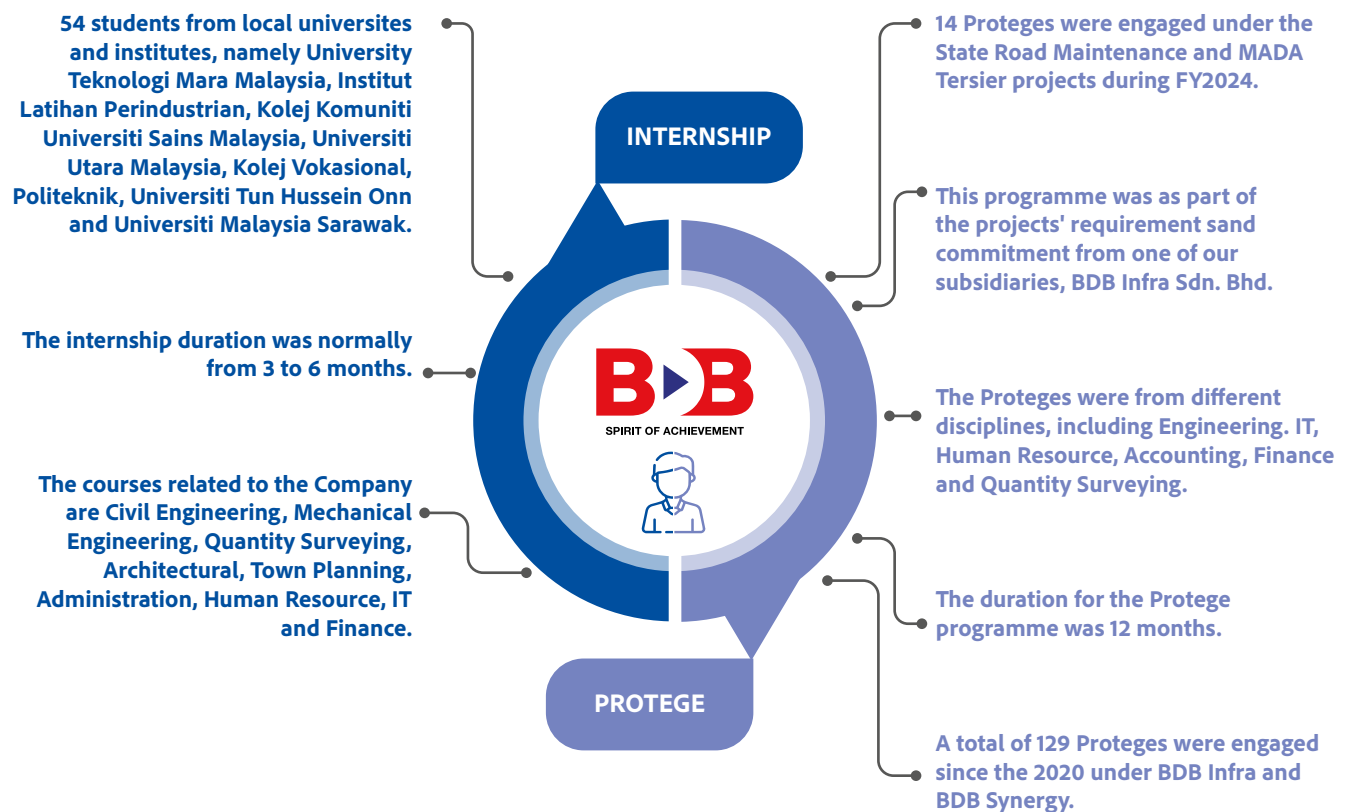 54 students from local universites
and institutes, namely University
Teknologi Mara Malaysia, Institut
Latihan Perindustrian, Kolej Komuniti
Universiti Sains Malaysia, Universiti
Utara Malaysia, Kolej Vokasional,
Politeknik, Universiti Tun Hussein Onn
and Universiti Malaysia Sarawak.
The internship duration was normally
from 3 to 6 months.
The courses related to the Company
are Civil Engineering, Mechanical
Engineering, Quantity Surveying,
Architectural, Town Planning,
Administration, Human Resource, IT
and Finance.
INTERNSHIP
BDB
SPIRIT OF ACHIEVEMENT
PROTEGE
14 Proteges were engaged under the
State Road Maintenance and MADA
Tersier projects during FY2024.
This programme was as part of
the projects' requirement sand
commitment from one of our
subsidiaries, BDB Infra Sdn. Bhd.
The Proteges were from different
disciplines, including Engineering. IT,
Human Resource, Accounting, Finance
and Quantity Surveying.
The duration for the Protege
programme was 12 months.
A total of 129 Proteges were engaged
since the 2020 under BDB Infra and
BDB Synergy.